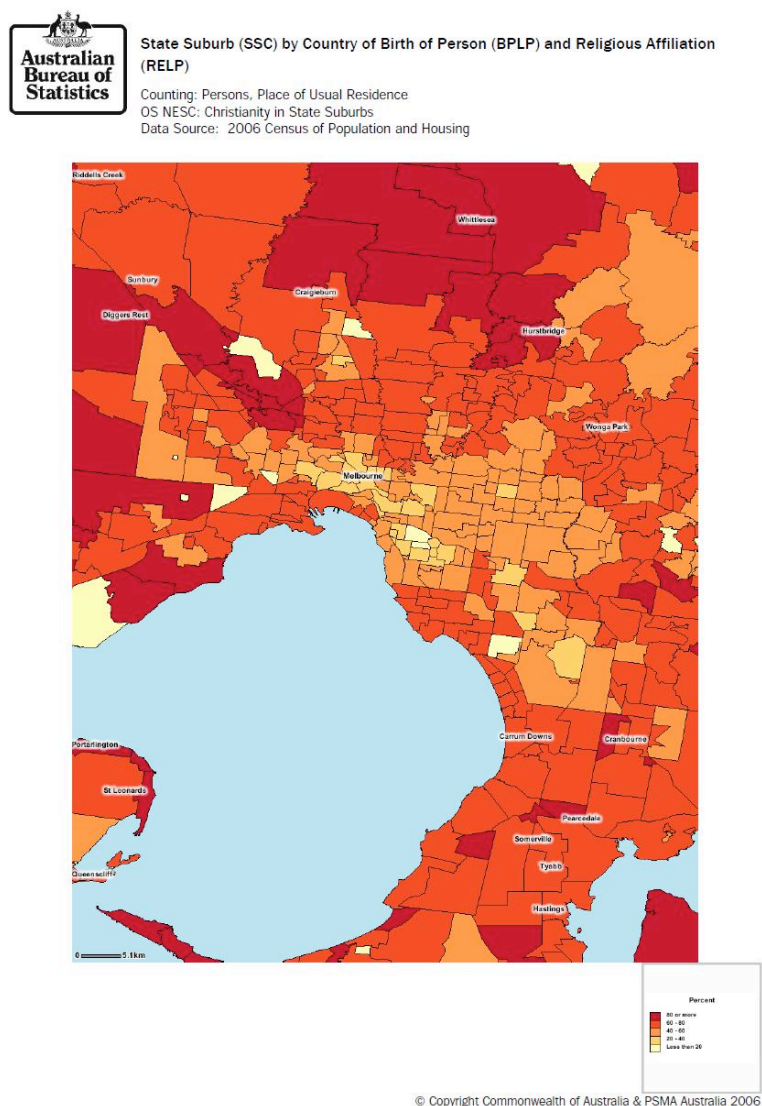 AUSTRALIA
Australian
Bureau of
Statistics
State Suburb (SSC) by Country of Birth of Person (BPLP) and Religious Affiliation
(RELP)
Counting: Persons, Place of Usual Residence
OS NESC: Christianity in State Suburbs
Data Source: 2006 Census of Population and Housing
Riddells Creek
Whittlesea
Sunbury
Craigieburn
Diggers Rest
Hurstbridge
Wonga Park
Melbourne
Carrum Downs
Cranbourne
Portarlington
St Leonards
Pearcedale
Somerville
Tyabb
Queenscliff
Hastings
0 5.1km
Percent
80 or more
60 - 80
40 - 60
20 - 40
Less than 20
© Copyright Commonwealth of Australia & PSMA Australia 2006